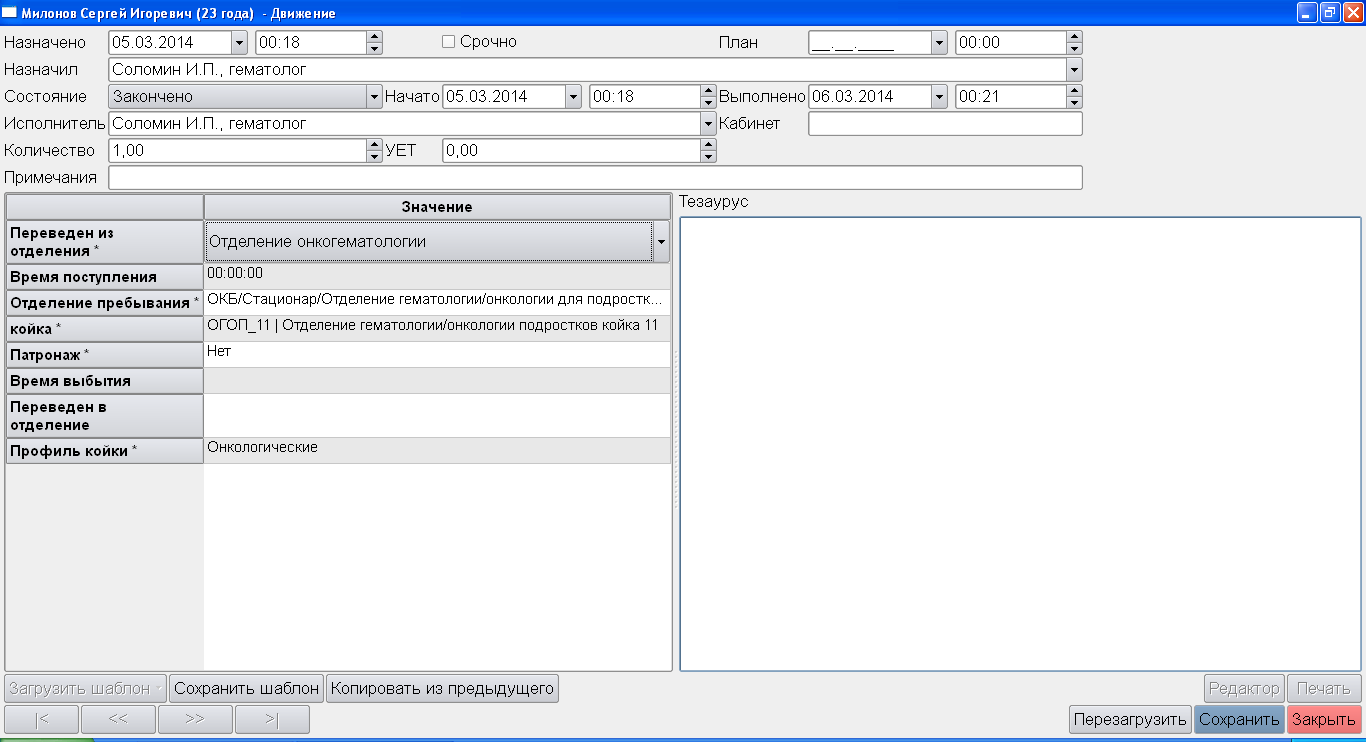 Милонов Сергей Игоревич (23 года) - Движение
Назначено 05.03.2014 00:18 Срочно План __.__.____ 00:00
Назначил Соломин И.П., гематолог
Состояние Закончено Начато 05.03.2014 00:18 Выполнено 06.03.2014 00:21
Исполнитель Соломин И.П., гематолог Кабинет
Количество 1,00 УЕТ 0,00
Примечания
Значение
Тезаурус
Переведен из
отделения *
Отделение онкогематологии
Время поступления 00:00:00
Отделение пребывания * ОКБ/Стационар/Отделение гематологии/онкологии для подростк...
койка * ОГОП_11 | Отделение гематологии/онкологии подростков койка 11
Патронаж * Нет
Время выбытия
Переведен в
отделение
Профиль койки * Онкологические
Загрузить шаблон Сохранить шаблон Копировать из предыдущего Редактор Печать
|< << >> >| Перезагрузить Сохранить Закрыть